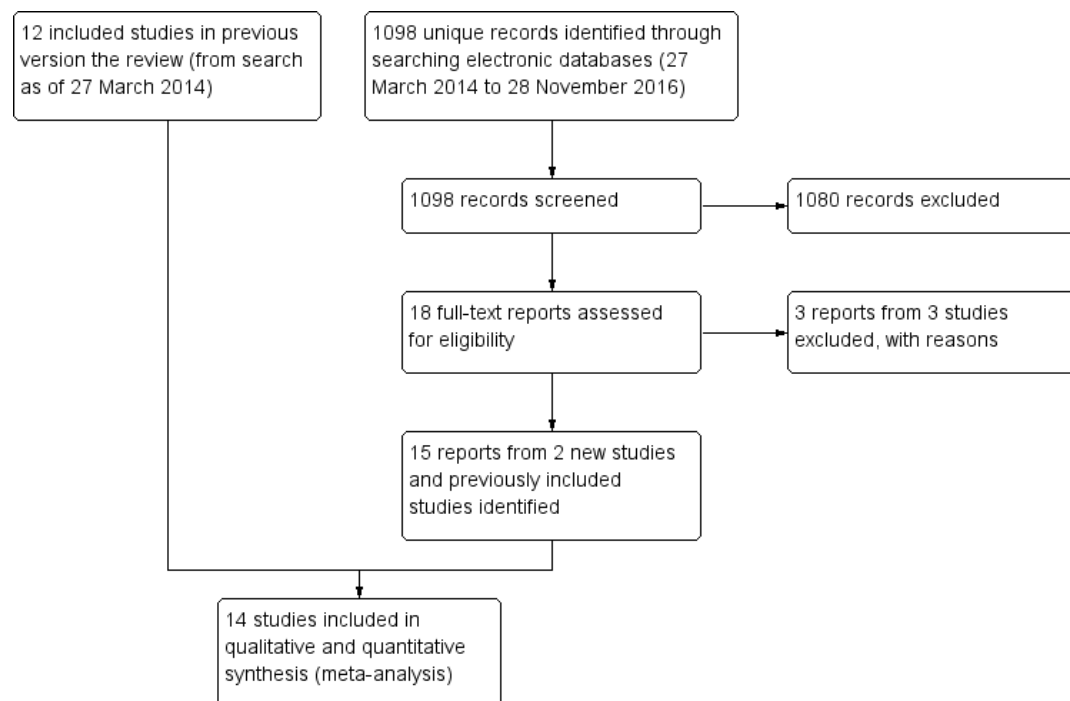 12 included studies in previous
version the review (from search
as of 27 March 2014)
1098 unique records identified through
searching electronic databases (27
March 2014 to 28 November 2016)
1098 records screened
1080 records excluded
18 full-text reports assessed
for eligibility
3 reports from 3 studies
excluded, with reasons
15 reports from 2 new studies
and previously included
studies identified
14 studies included in
qualitative and quantitative
synthesis (meta-analysis)